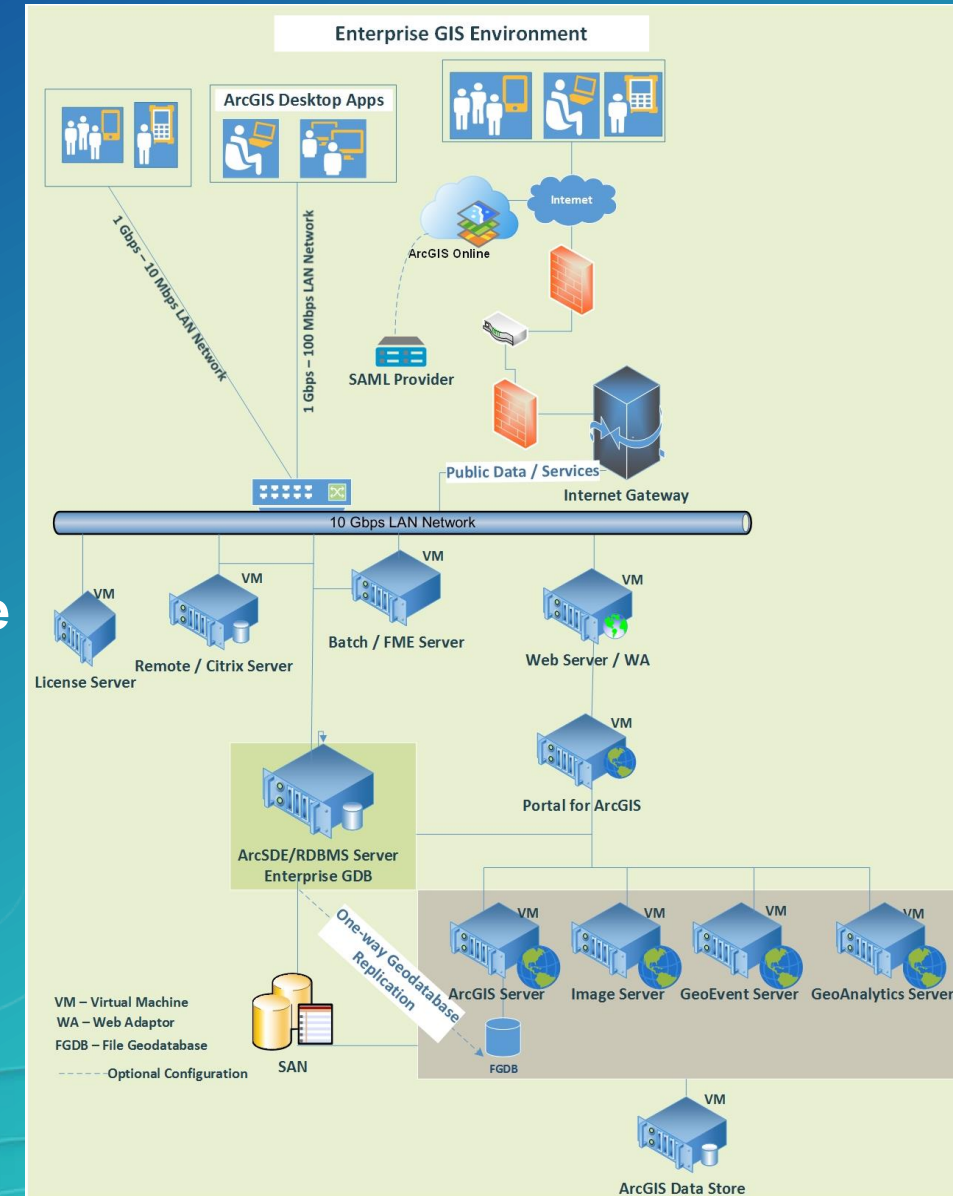 Enterprise GIS Environment
ArcGIS Desktop Apps
Internet
ArcGIS Online
SAML Provider
1 Gbps – 10 Mbps LAN Network
1 Gbps – 100 Mbps LAN Network
Public Data / Services
Internet Gateway
10 Gbps LAN Network
VM
VM
VM
VM
License Server
Remote / Citrix Server
Batch / FME Server
Web Server / WA
e
VM
Portal for ArcGIS
ArcSDE/RDBMS Server
Enterprise GDB
One-way Geodatabase
Replication
VM
VM
VM
VM
ArcGIS Server
Image Server
GeoEvent Server
GeoAnalytics Server
FGDB
SAN
VM – Virtual Machine
WA – Web Adaptor
FGDB – File Geodatabase
------Optional Configuration
VM
ArcGIS Data Store